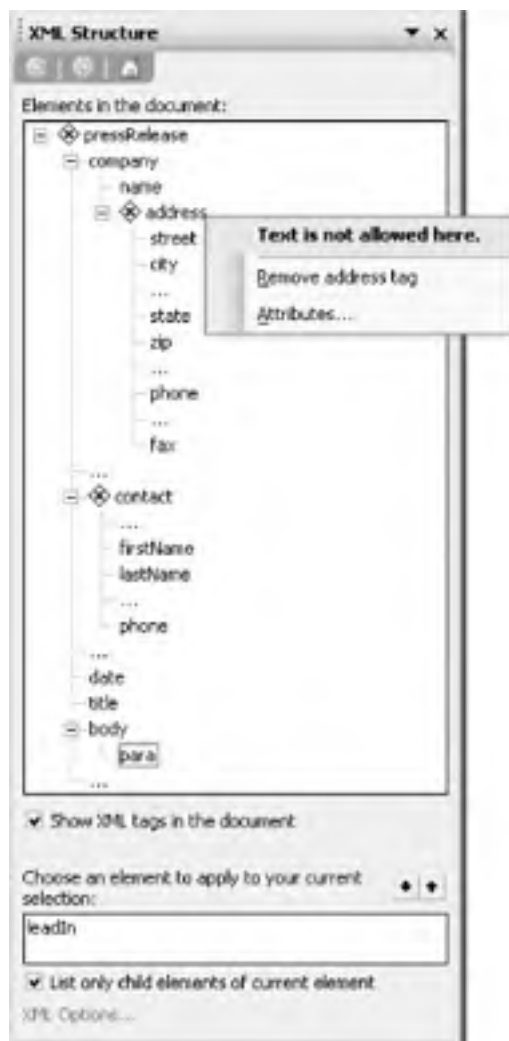 XML Structure
Elements in the document:
pressRelease
company
name
address
Text is not allowed here.
street
city
Remove address tag
...
state
Attributes...
zip
...
phone
...
fax
...
contact
...
firstName
lastName
...
phone
...
date
title
body
para
...
Show XML tags in the document
Choose an element to apply to your current
selection:
leadIn
List only child elements of current element
XML Options...